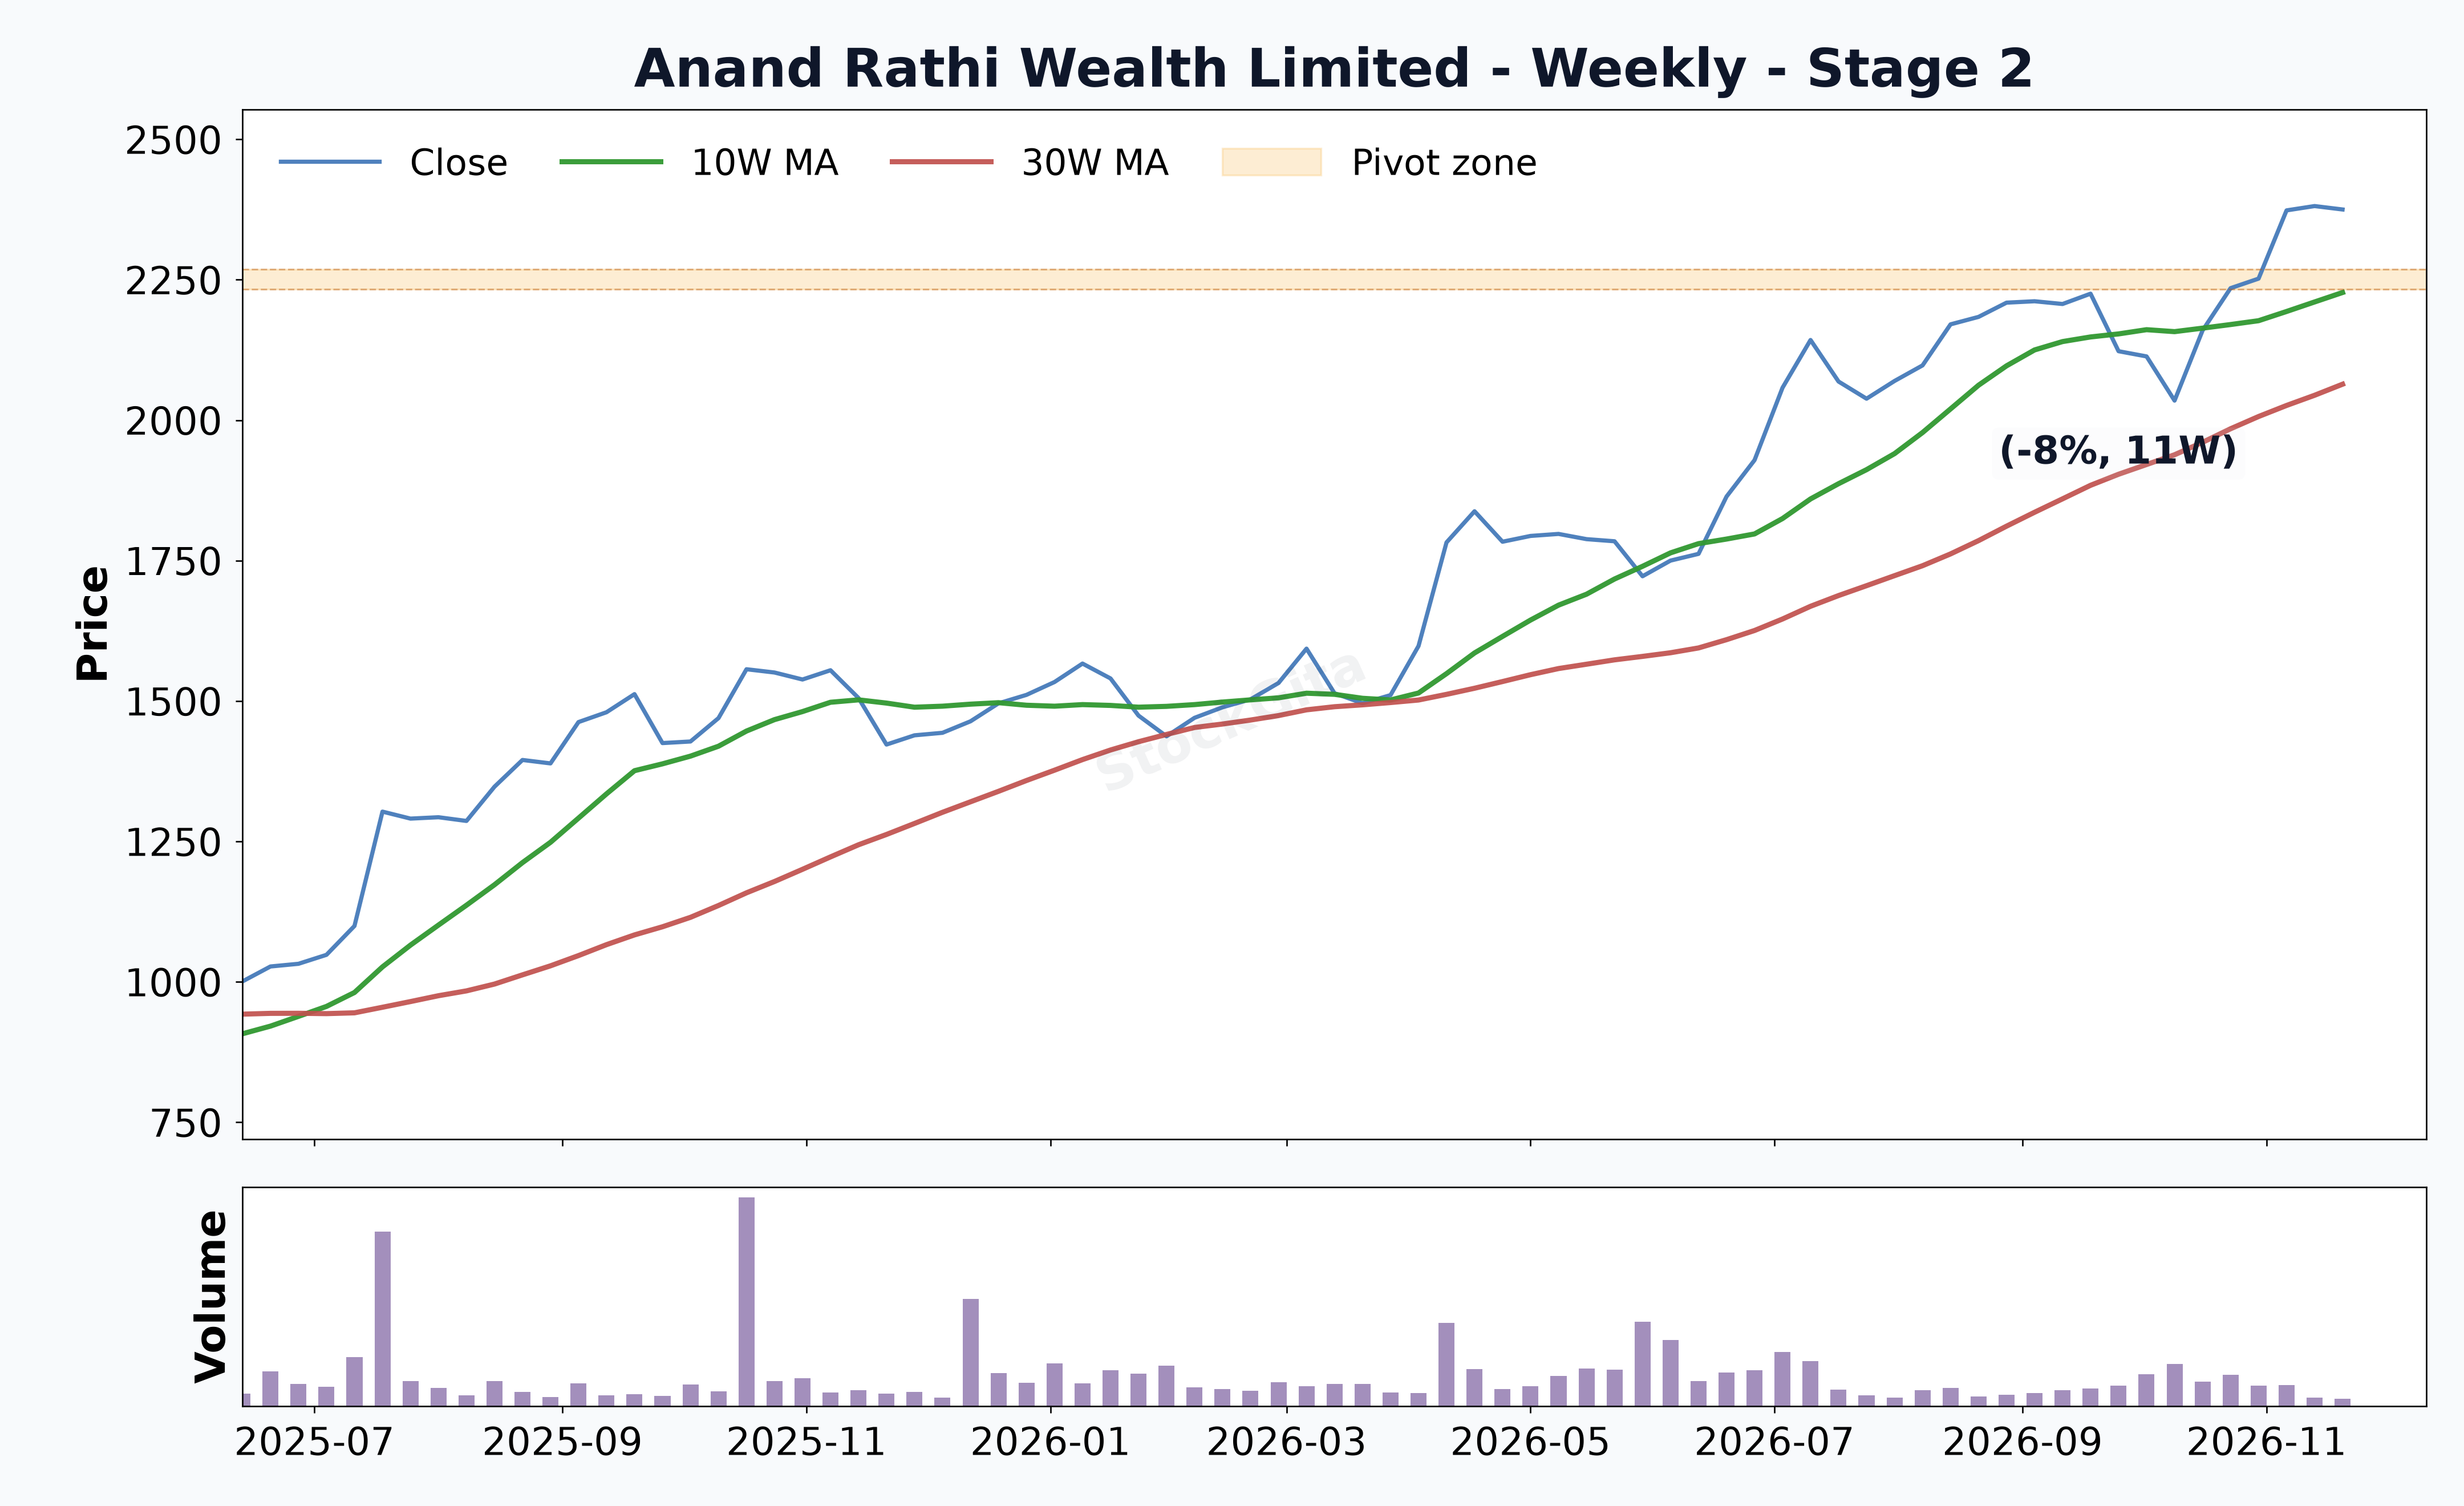 Anand Rathi Wealth Limited - Weekly - Stage 2
Close 10W MA 30W MA Pivot zone
Price
2500
2250
2000
1750
1500
1250
1000
750
(-8%, 11W)
StockGita
Volume
2025-07 2025-09 2025-11 2026-01 2026-03 2026-05 2026-07 2026-09 2026-11